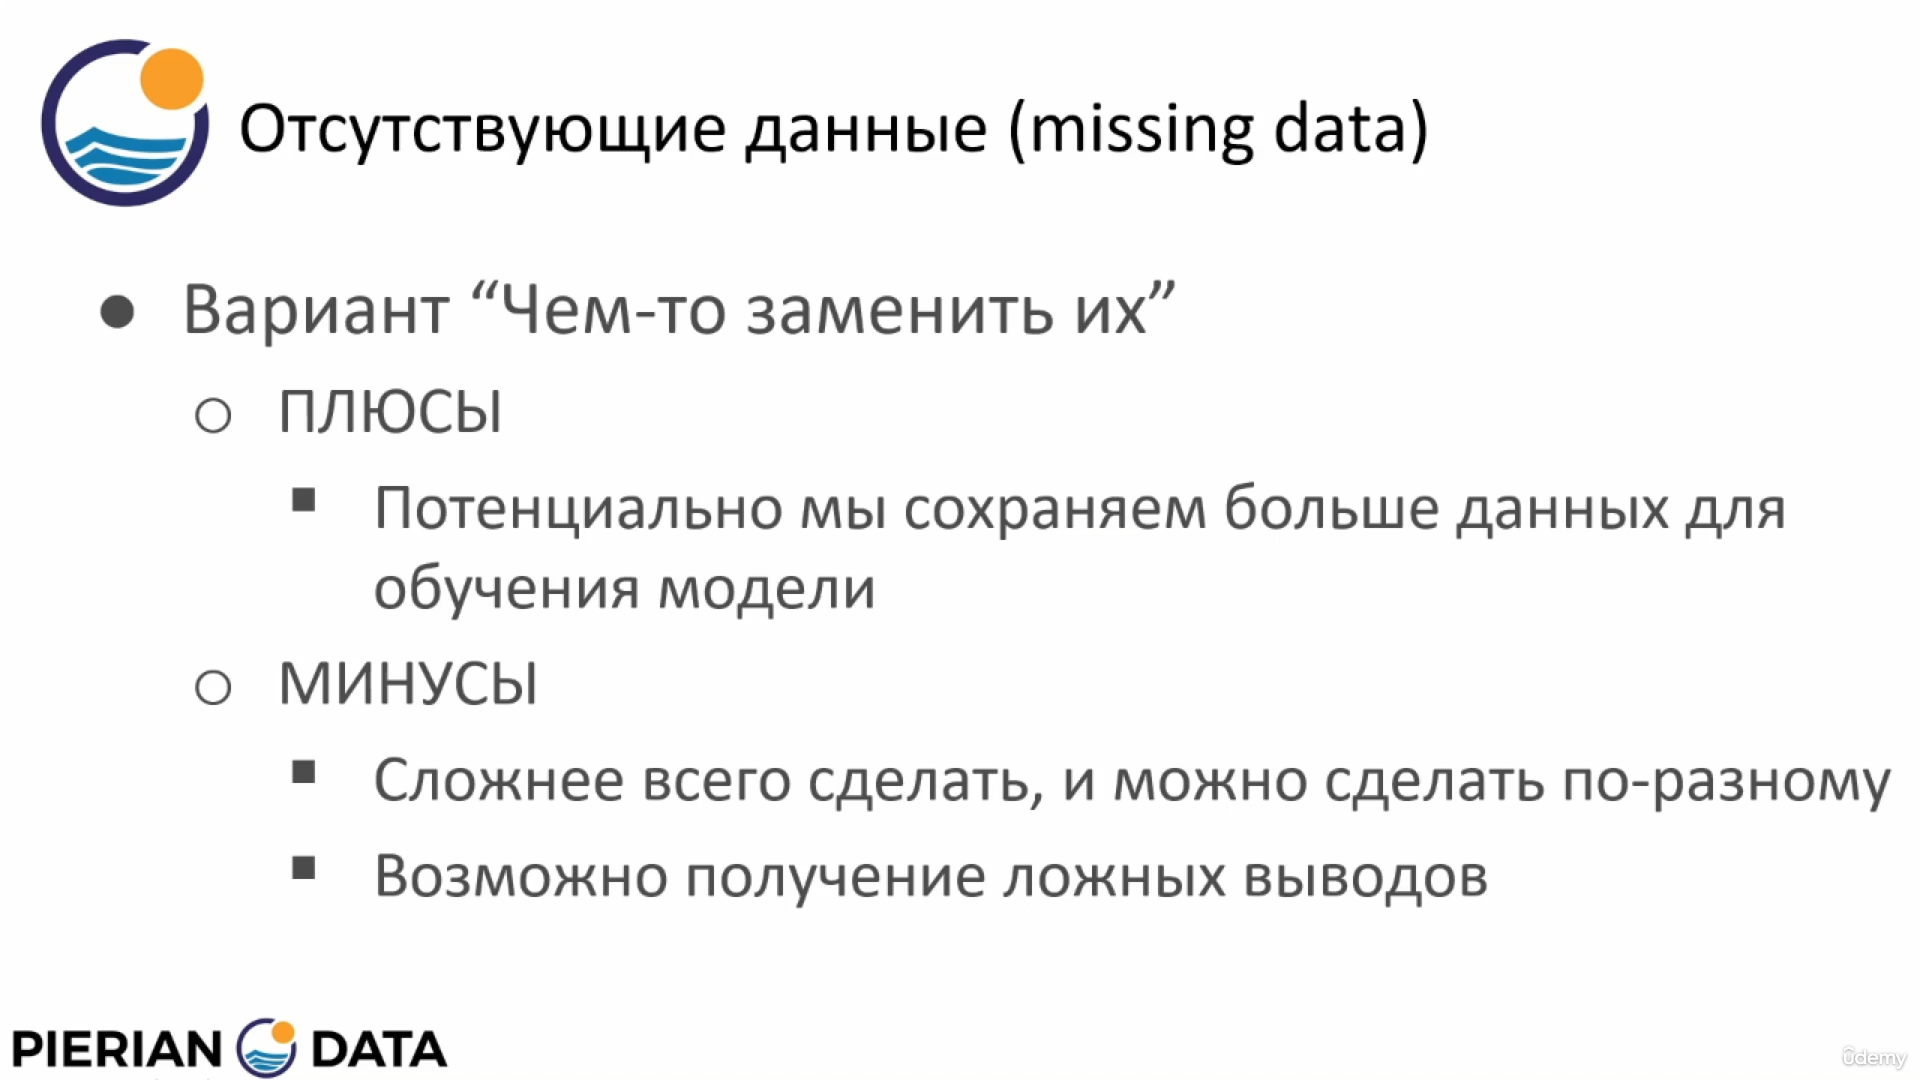 Отсутствующие данные (missing data)
● Вариант “Чем-то заменить их”
○ ПЛЮСЫ
▪ Потенциально мы сохраняем больше данных для
обучения модели
○ МИНУСЫ
▪ Сложнее всего сделать, и можно сделать по-разному
▪ Возможно получение ложных выводов
PIERIAN DATA
ûdemy